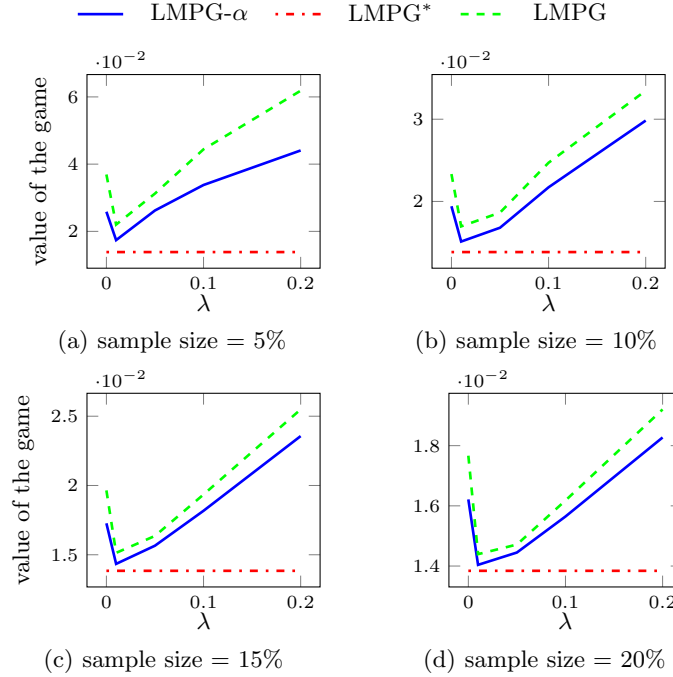 LMPG-α LMPG* LMPG
·10⁻² ·10⁻²
value of the game
6
4
2
0 0.1 0.2
λ
3
2
0 0.1 0.2
λ
(a) sample size = 5% (b) sample size = 10%
·10⁻² ·10⁻²
value of the game
2.5
2
1.5
0 0.1 0.2
λ
1.8
1.6
1.4
0 0.1 0.2
λ
(c) sample size = 15% (d) sample size = 20%